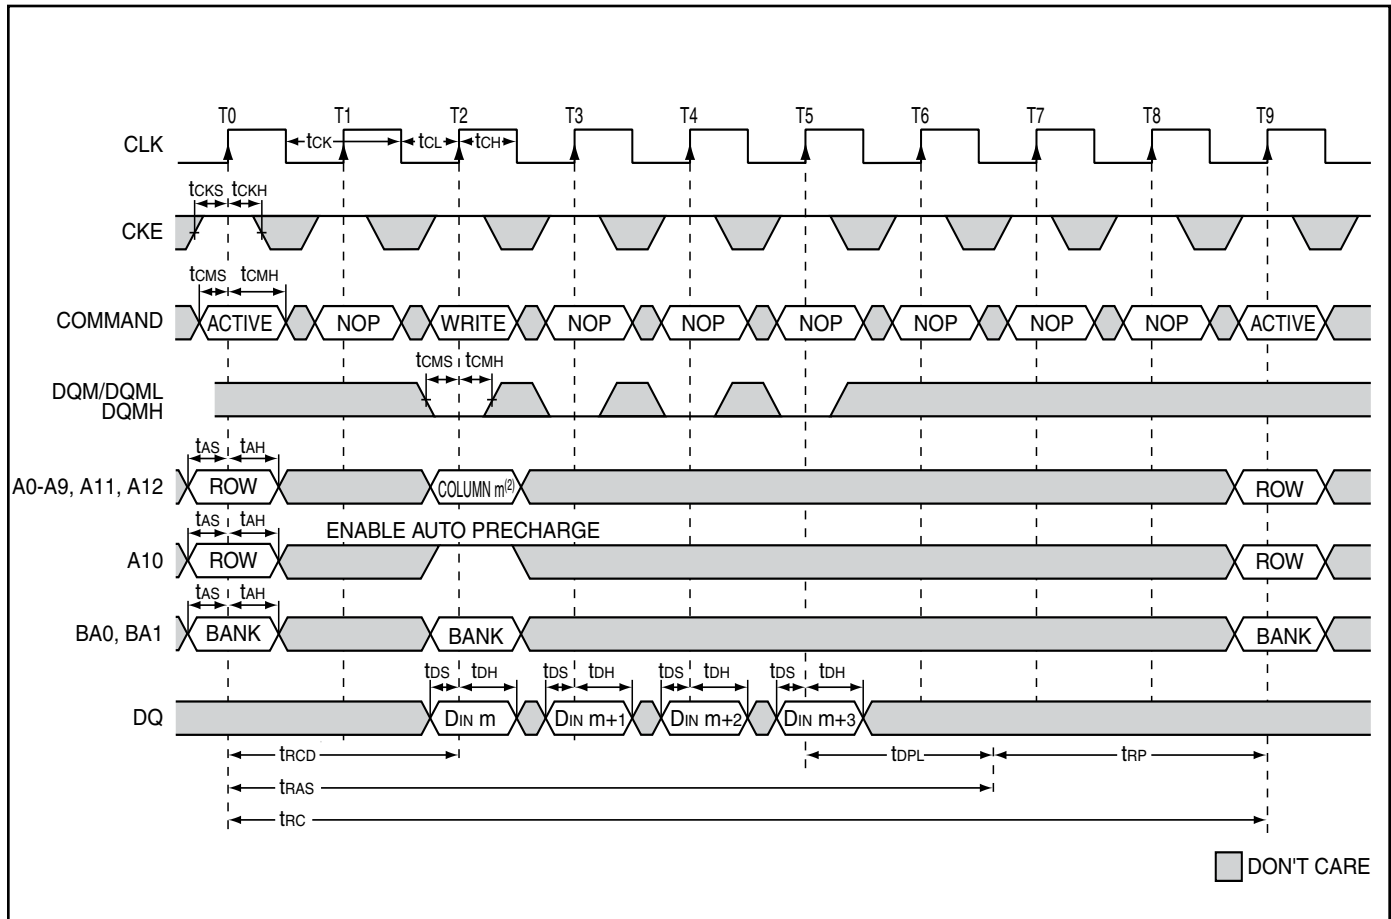 T0 T1 T2 T3 T4 T5 T6 T7 T8 T9
CLK tCK tCL tCH
tCKS tCKH
CKE
tCMS tCMH
COMMAND ACTIVE NOP WRITE NOP NOP NOP NOP NOP NOP ACTIVE
tCMS tCMH
DQM/DQML
DQMH
tAS tAH
A0-A9, A11, A12 ROW COLUMN m(2) ROW
tAS tAH ENABLE AUTO PRECHARGE
A10 ROW ROW
tAS tAH
BA0, BA1 BANK BANK BANK
tDS tDH tDS tDH tDS tDH tDS tDH
DQ DIN m DIN m+1 DIN m+2 DIN m+3
tRCD tDPL tRP
tRAS
tRC
DON'T CARE